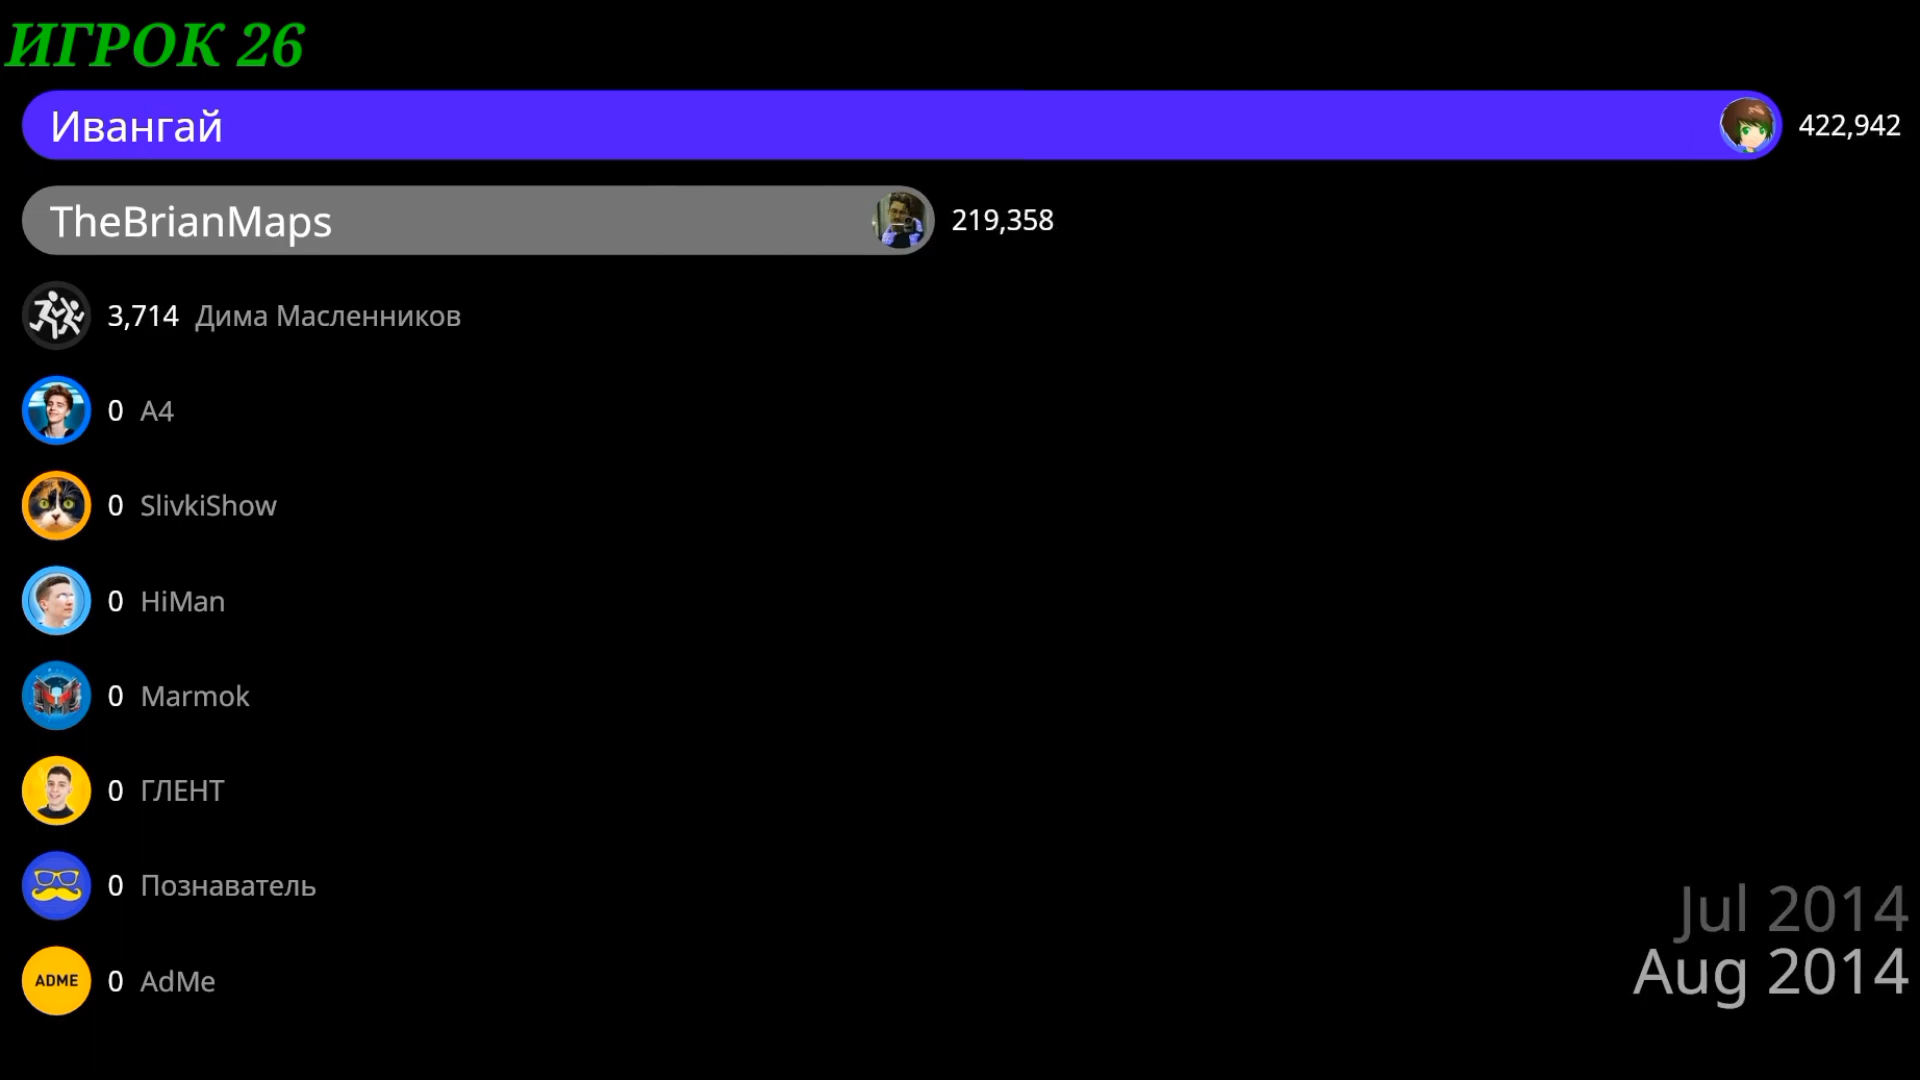 ИГРОК 26
Ивангай 422,942
TheBrianMaps 219,358
3,714 Дима Масленников
0 A4
0 SlivkiShow
0 HiMan
0 Marmok
0 ГЛЕНТ
0 Познаватель
Jul 2014
Aug 2014
ADME 0 AdMe